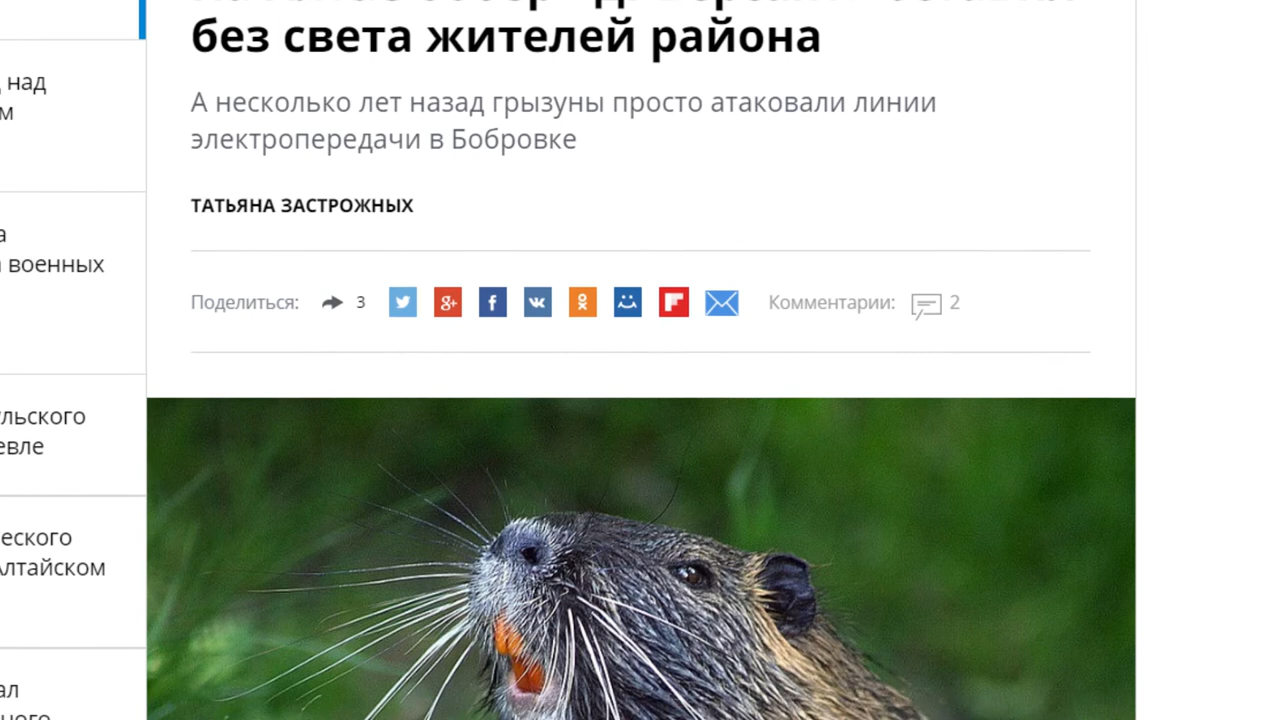 без света жителей района
А несколько лет назад грызуны просто атаковали линии
электропередачи в Бобровке
ТАТЬЯНА ЗАСТРОЖНЫХ
Поделиться: 3
Комментарии: 2
над
м
а
военных
льского
евле
еского
Алтайском
ал
ного